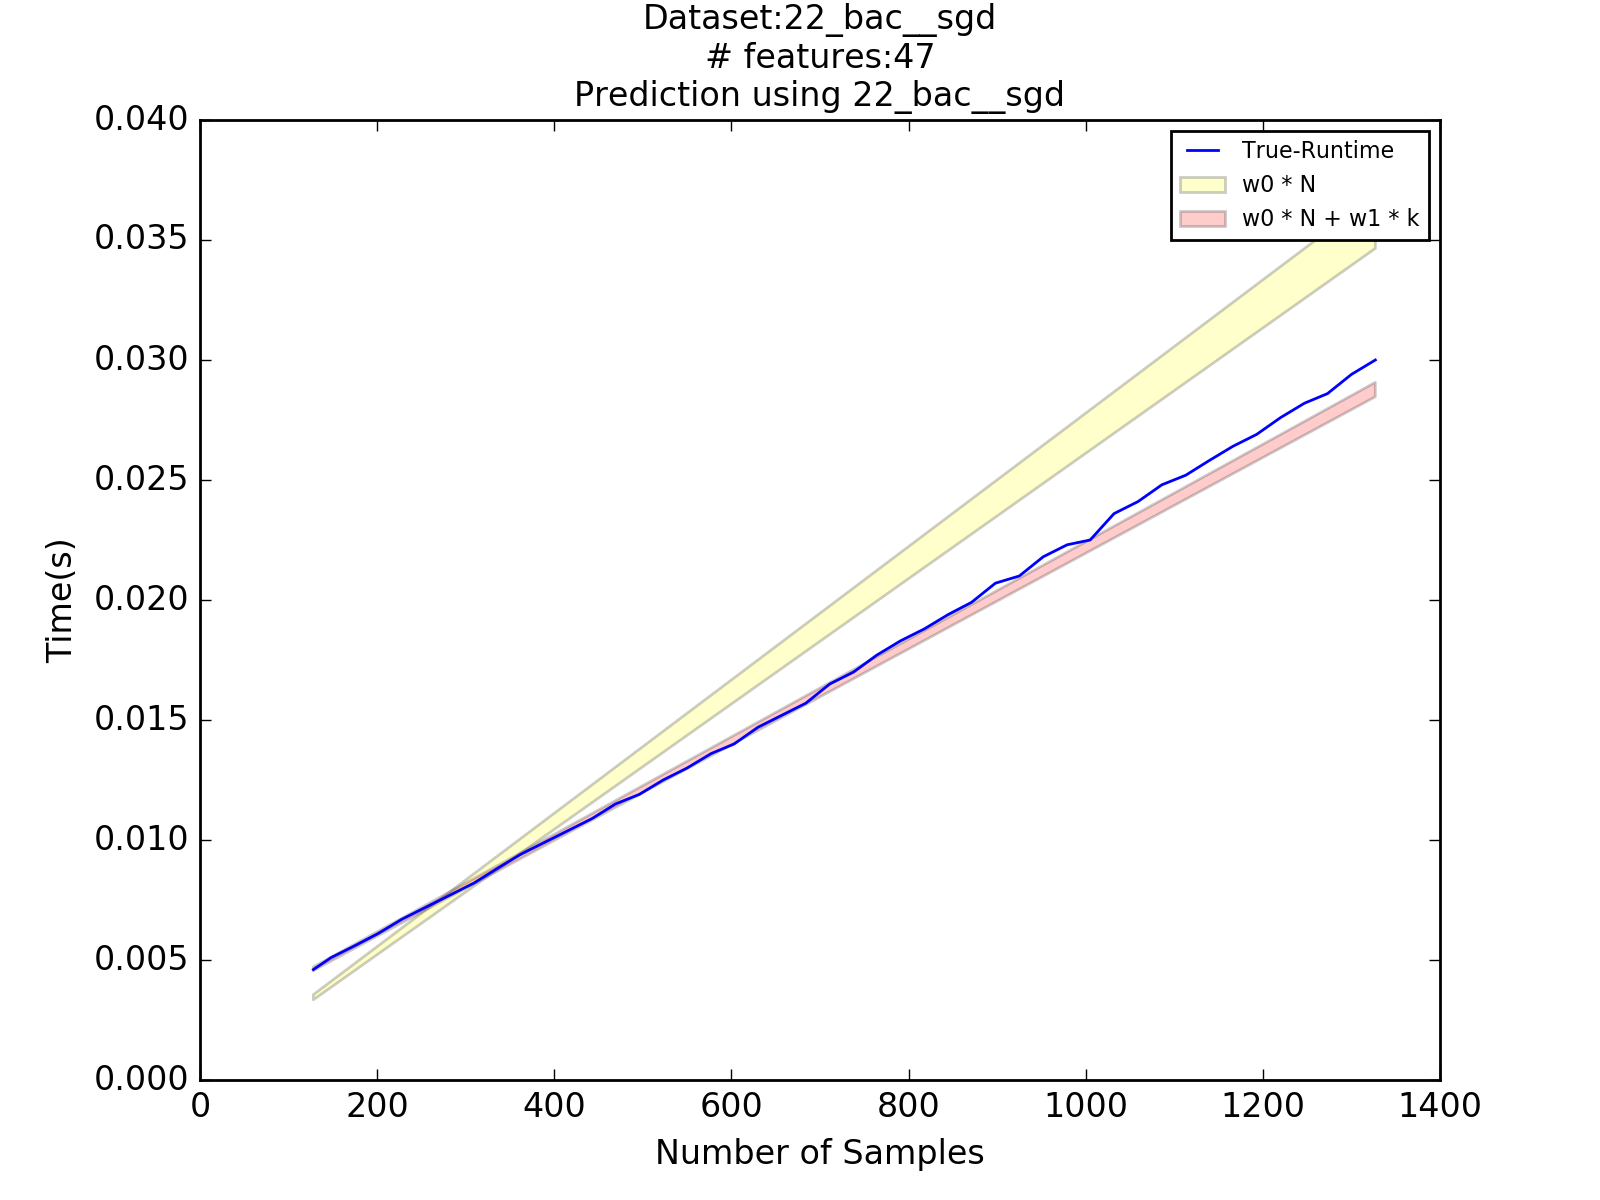 Dataset:22_bac__sgd
# features:47
Prediction using 22_bac__sgd
0.040
0.035
0.030
0.025
0.020
0.015
0.010
0.005
0.000
Time(s)
True-Runtime
w0 * N
w0 * N + w1 * k
0 200 400 600 800 1000 1200 1400
Number of Samples